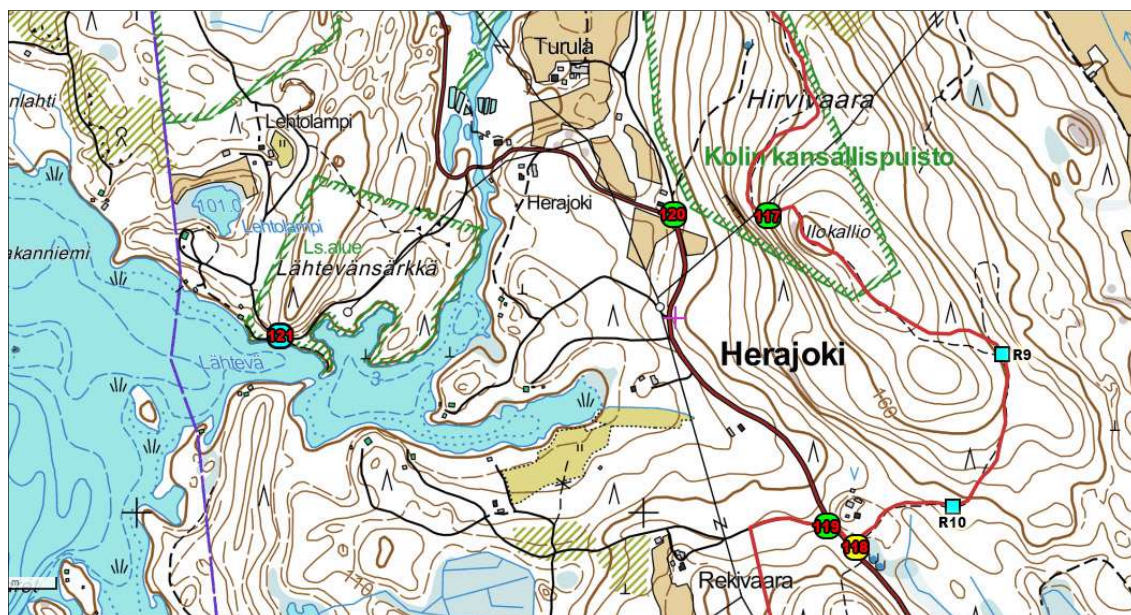 Turula
nlahti
Lehtolampi
Hirvivaara
Kolin kansallispuisto
101.0
Herajoki
120
117
Ilokallio
Lehtolampi
Ls.alue
akanniemi
Lähtevänsärkkä
121
Lähtevä
3
Herajoki
R9
160
V
R10
119
118
110
Rekivaara